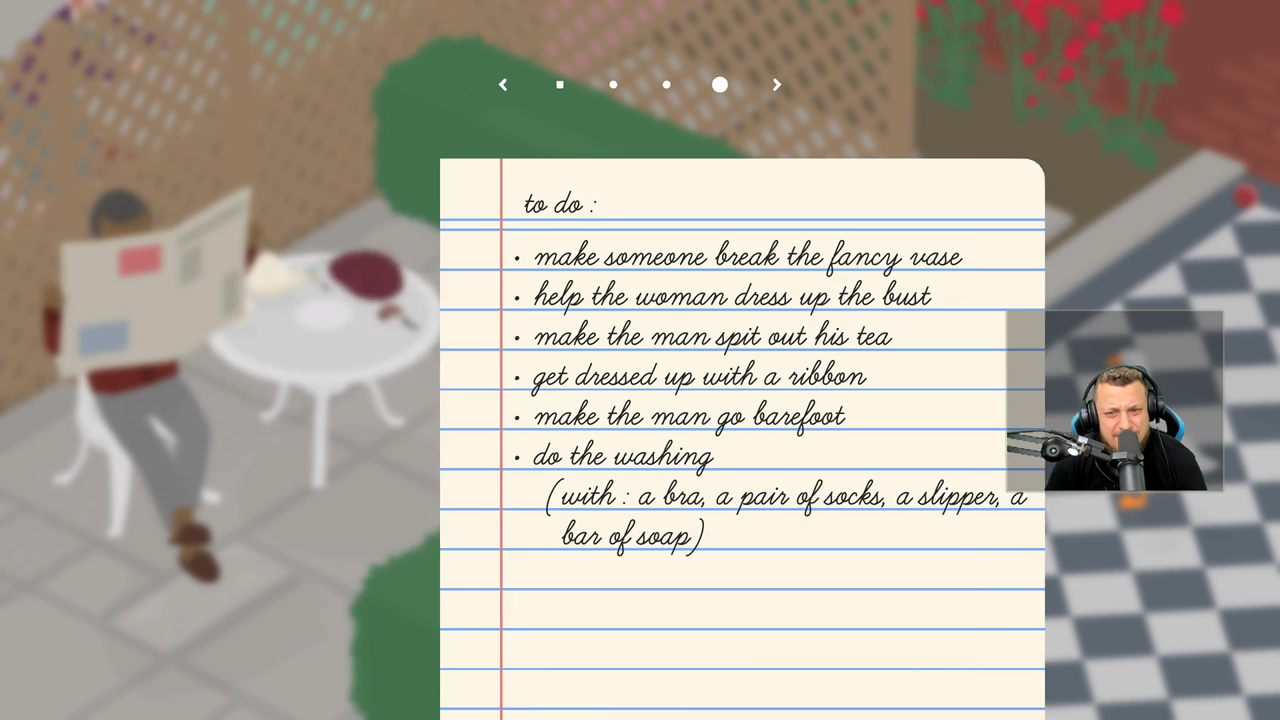 to do :
• make someone break the fancy vase
• help the woman dress up the bust
• make the man spit out his tea
• get dressed up with a ribbon
• make the man go barefoot
• do the washing
(with : a bra, a pair of socks, a slipper, a
bar of soap)